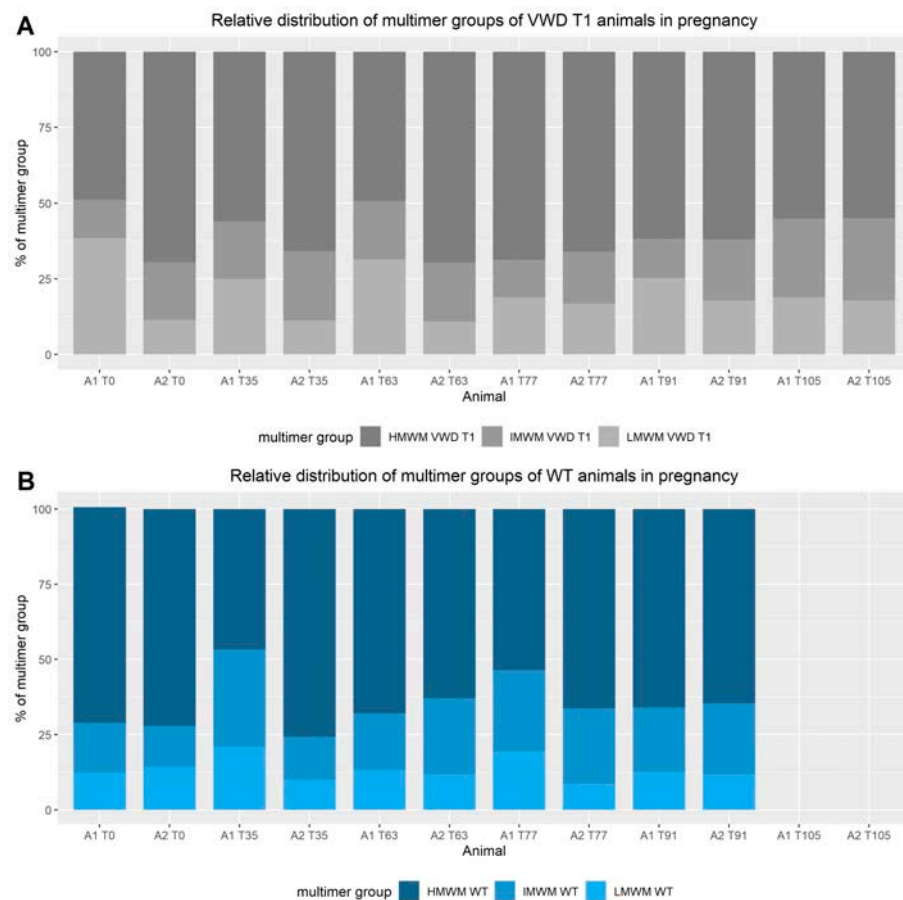 A
Relative distribution of multimer groups of VWD T1 animals in pregnancy
% of multimer group
100
75
50
25
0
A1 T0 A2 T0 A1 T35 A2 T35 A1 T63 A2 T63 A1 T77 A2 T77 A1 T91 A2 T91 A1 T105 A2 T105
Animal
multimer group HMWM VWD T1 IMWM VWD T1 LMWM VWD T1
B
Relative distribution of multimer groups of WT animals in pregnancy
% of multimer group
100
75
50
25
0
A1 T0 A2 T0 A1 T35 A2 T35 A1 T63 A2 T63 A1 T77 A2 T77 A1 T91 A2 T91 A1 T105 A2 T105
Animal
multimer group HMWM WT IMWM WT LMWM WT